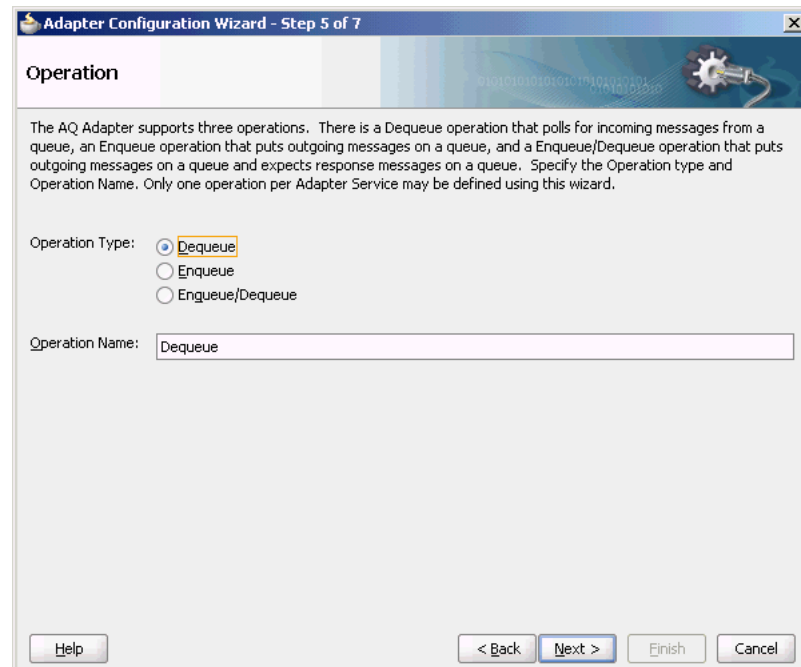 Adapter Configuration Wizard - Step 5 of 7
Operation
The AQ Adapter supports three operations. There is a Dequeue operation that polls for incoming messages from a
queue, an Enqueue operation that puts outgoing messages on a queue, and a Enqueue/Dequeue operation that puts
outgoing messages on a queue and expects response messages on a queue. Specify the Operation type and
Operation Name. Only one operation per Adapter Service may be defined using this wizard.
Operation Type: Dequeue
Enqueue
Enqueue/Dequeue
Operation Name: Dequeue
Help < Back Next > Finish Cancel